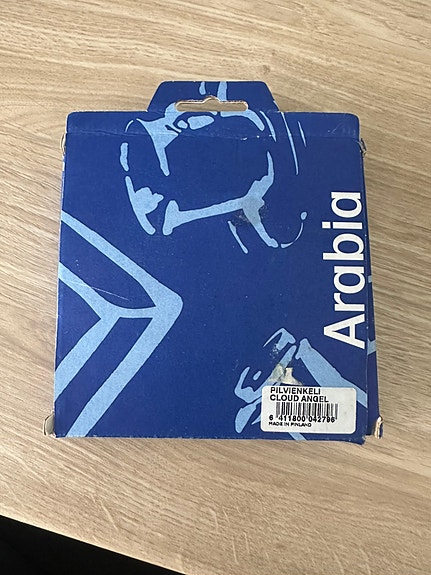 Arabia
PILVIENKELI
CLOUD ANGEL
6 411800 042796
MADE IN FINLAND